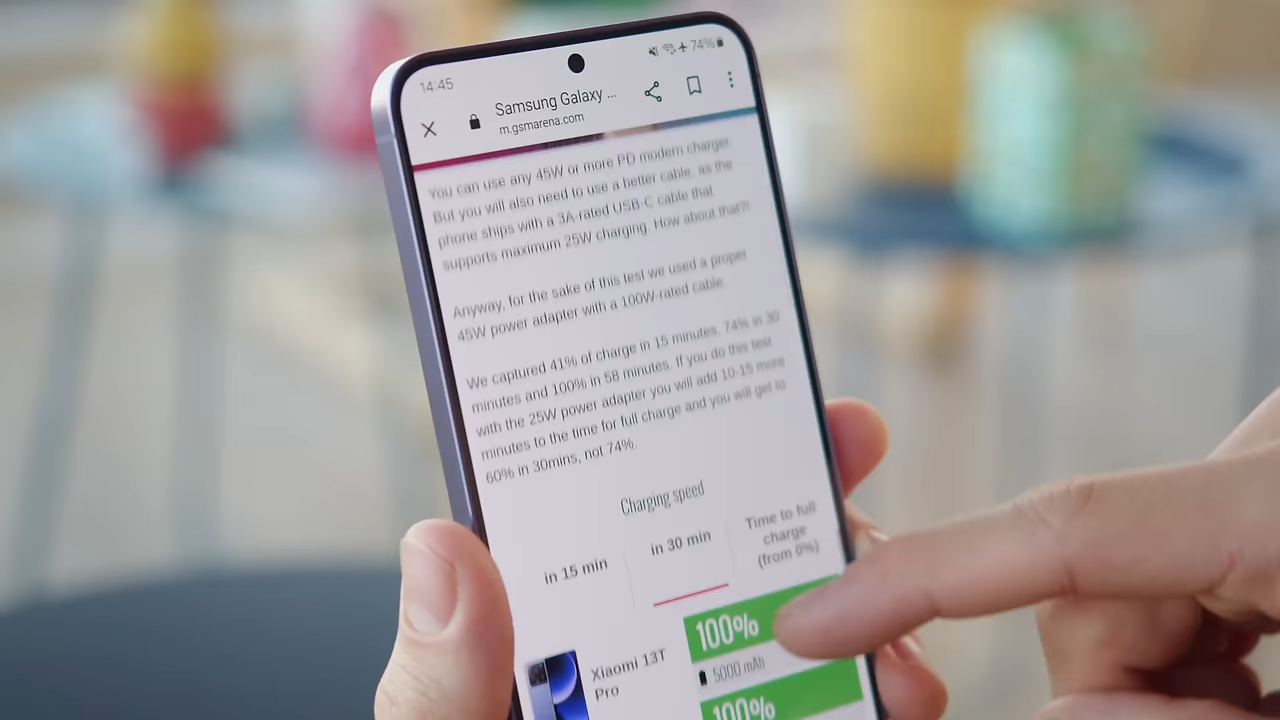 14:45
74%
Samsung Galaxy ...
m.gsmarena.com
You can use any 45W or more PD modern charger.
But you will also need to use a better cable, as the
phone ships with a 3A-rated USB-C cable that
supports maximum 25W charging. How about that?!
Anyway, for the sake of this test we used a proper
45W power adapter with a 100W-rated cable.
We captured 41% of charge in 15 minutes, 74% in 30
minutes and 100% in 58 minutes. If you do this test
with the 25W power adapter you will add 10-15 more
minutes to the time for full charge and you will get to
60% in 30mins, not 74%.
Charging speed
in 15 min
in 30 min
Time to full
charge
(from 0%)
Xiaomi 13T
Pro
100%
5000 mAh
100%